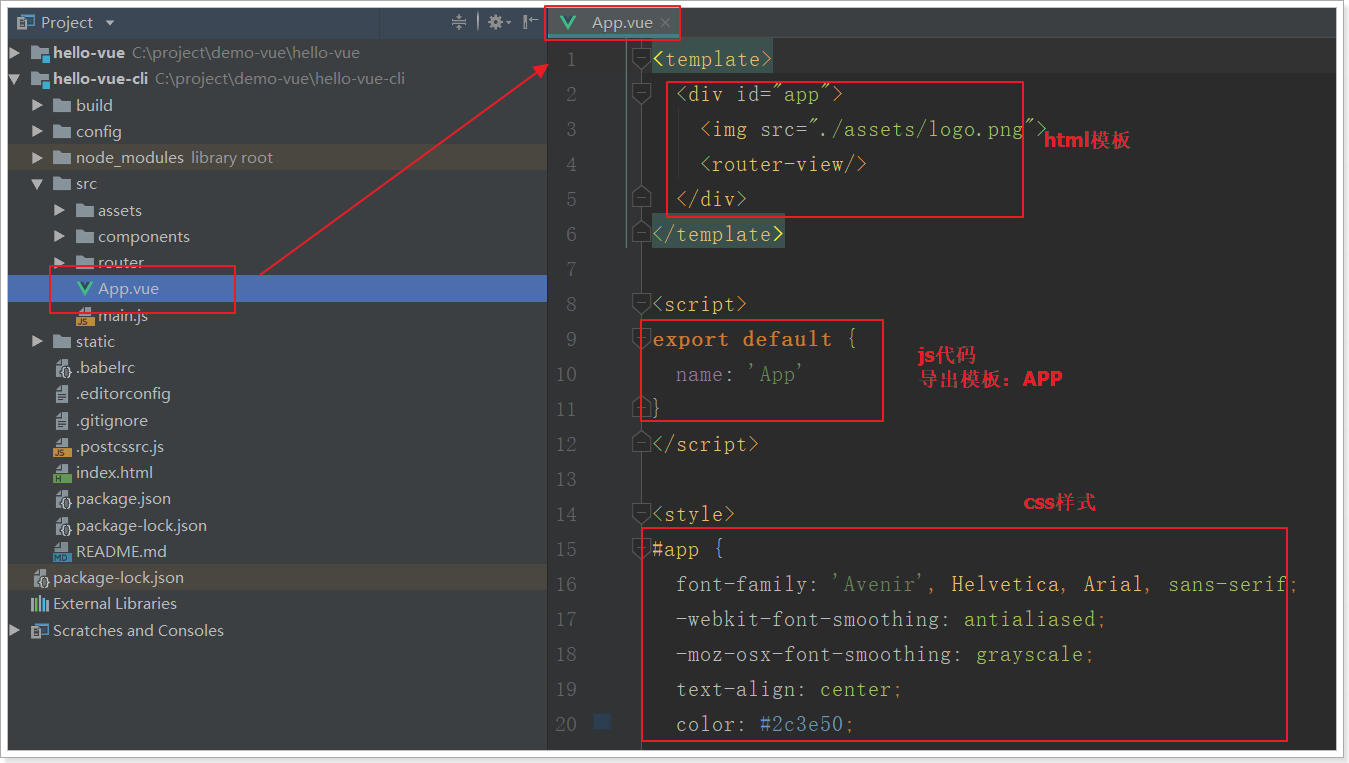 Project
App.vue
hello-vue C:\project\demo-vue\hello-vue
hello-vue-cli C:\project\demo-vue\hello-vue-cli
build
config
node_modules library root
src
assets
components
router
App.vue
main.js
static
.babelrc
.editorconfig
.gitignore
.postcssrc.js
index.html
package.json
package-lock.json
README.md
package-lock.json
External Libraries
Scratches and Consoles
1 <template>
2 <div id="app">
3 <img src="./assets/logo.png">
html模板
4 <router-view/>
5 </div>
6 </template>
7
8 <script>
9 export default {
js代码
10 name: 'App'
导出模板：APP
11 }
12 </script>
13
css样式
14 <style>
15 #app {
16 font-family: 'Avenir', Helvetica, Arial, sans-serif;
17 -webkit-font-smoothing: antialiased;
18 -moz-osx-font-smoothing: grayscale;
19 text-align: center;
20 color: #2c3e50;